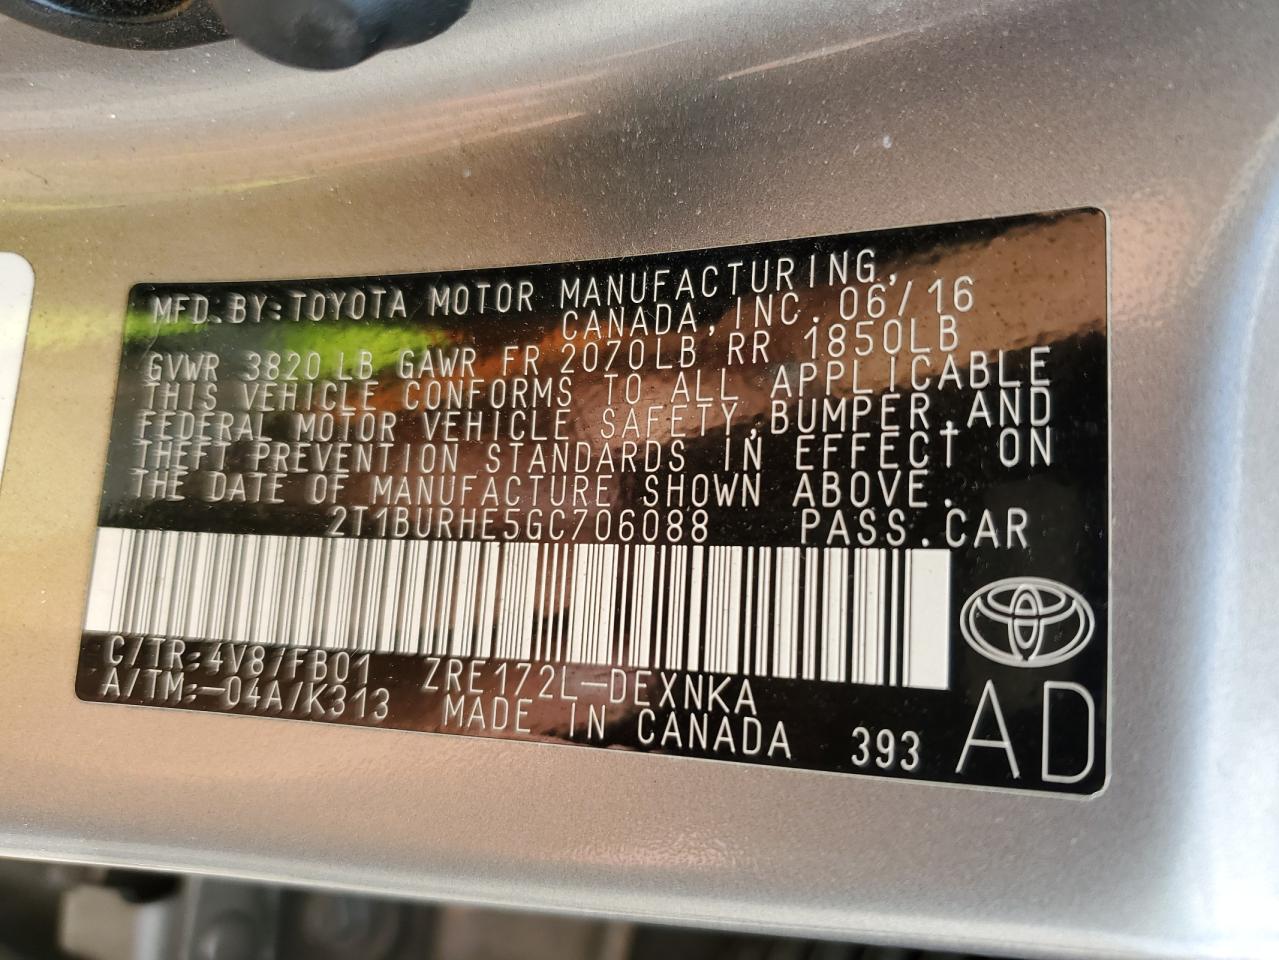 MFD. BY: TOYOTA MOTOR MANUFACTURING,
CANADA, INC. 06/16
GVWR 3820 LB GAWR FR 2070LB RR 1850LB
THIS VEHICLE CONFORMS TO ALL APPLICABLE
FEDERAL MOTOR VEHICLE SAFETY, BUMPER, AND
THEFT PREVENTION STANDARDS IN EFFECT ON
THE DATE OF MANUFACTURE SHOWN ABOVE.
2T1BURHE5GC706088 PASS. CAR
C/TR:4V8/FB01 ZRE172L-DEXNKA
A/TM:-04A/K313 MADE IN CANADA 393 AD